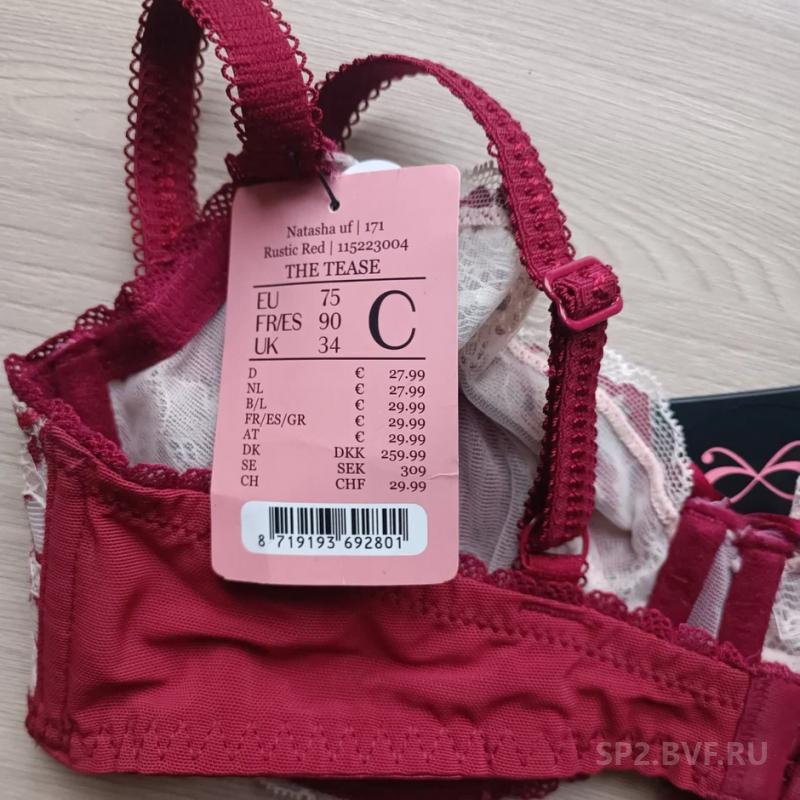 Natasha uf | 171
Rustic Red | 115223004
THE TEASE
EU 75
FR/ES 90
UK 34
C
D € 27.99
NL € 27.99
B/L € 29.99
FR/ES/GR € 29.99
AT € 29.99
DK DKK 259.99
SE SEK 309
CH CHF 29.99
8 719193 692801
SP2.BVF.RU